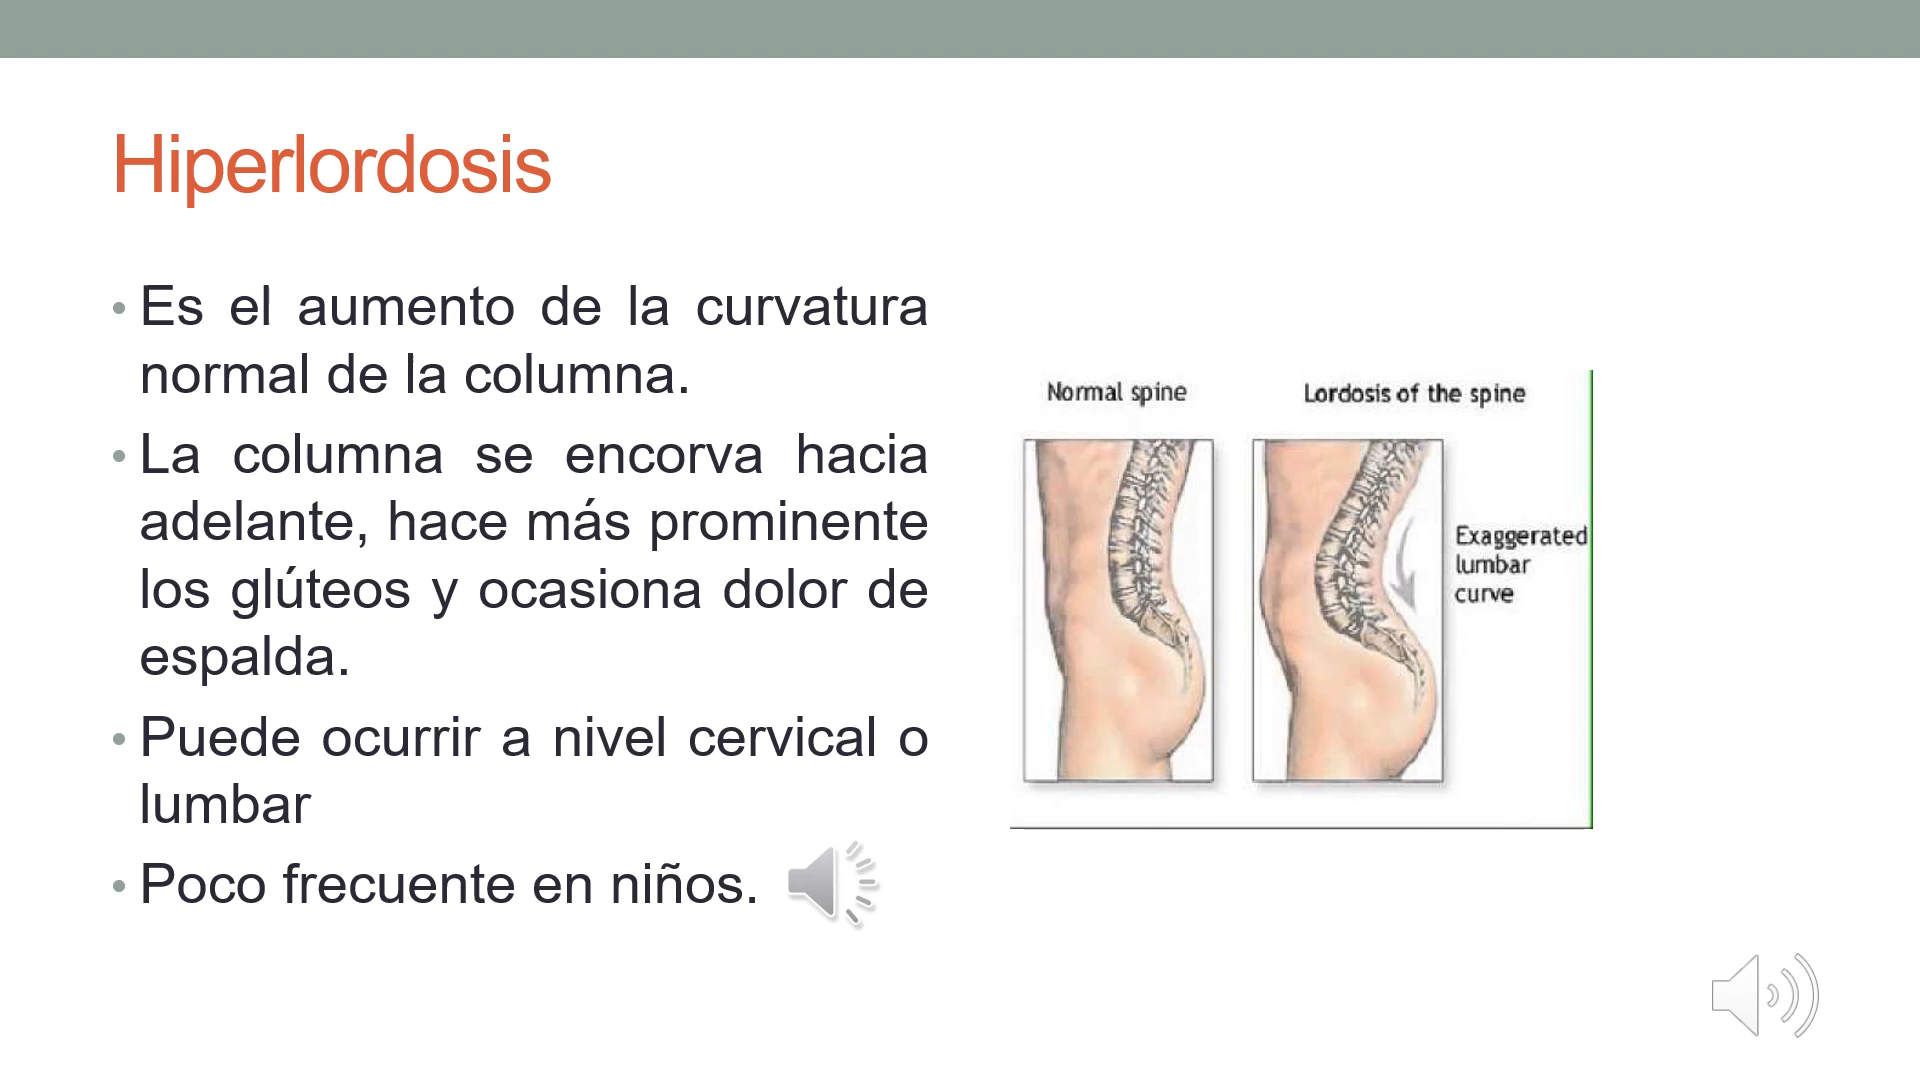 Hiperlordosis
• Es el aumento de la curvatura
normal de la columna.
• La columna se encorva hacia
adelante, hace más prominente
los glúteos y ocasiona dolor de
espalda.
• Puede ocurrir a nivel cervical o
lumbar
• Poco frecuente en niños.
Normal spine
Lordosis of the spine
Exaggerated
lumbar
curve